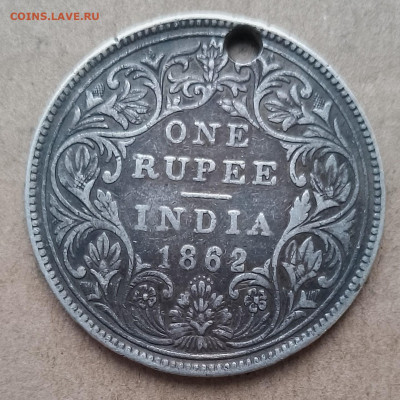 COINS.LAVE.RU
ONE
RUPEE
INDIA
1862